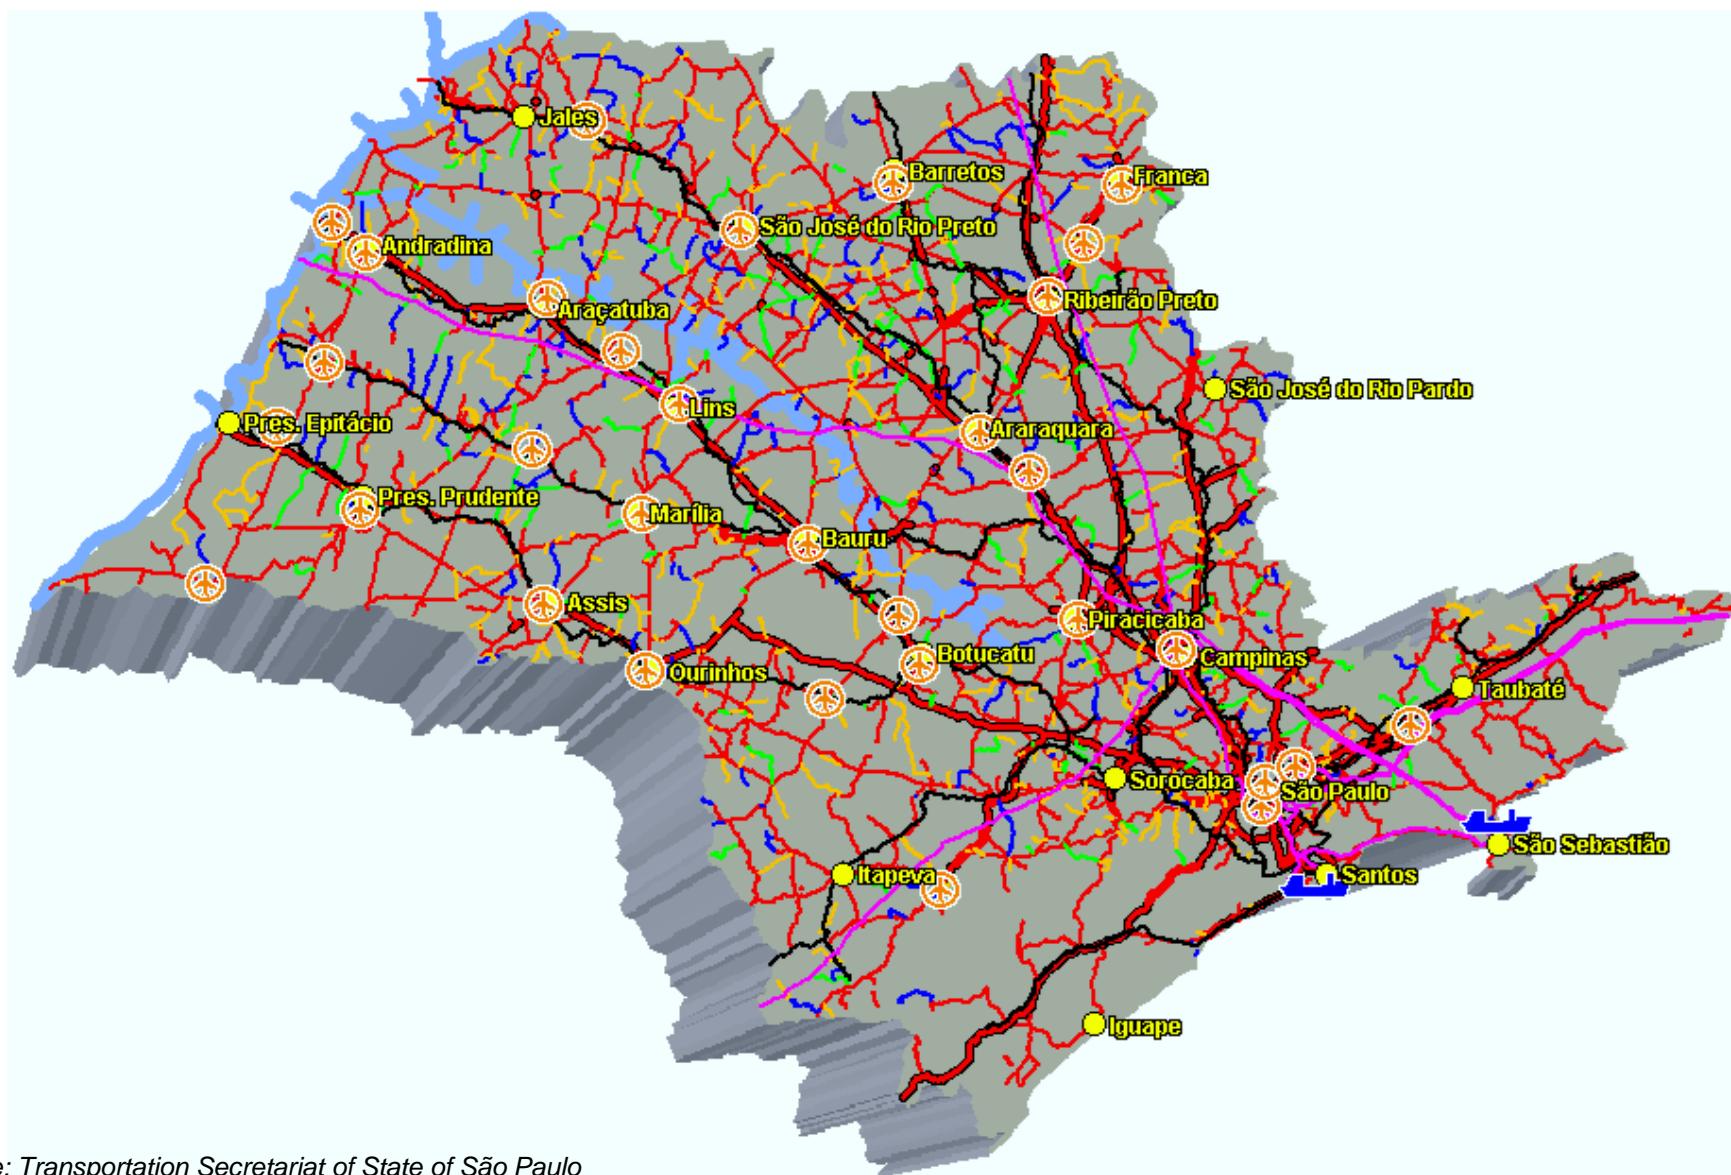 Jales
Barretos
Franca
São José do Rio Preto
Andradina
Ribeirão Preto
Araçatuba
São José do Rio Pardo
Lins
Pres. Epitácio
Araraquara
Pres. Prudente
Marília
Bauru
Assis
Piracicaba
Botucatu
Campinas
Ourinhos
Taubaté
Sorocaba
São Paulo
São Sebastião
Itapeva
Santos
Iguape
e: Transportation Secretariat of State of São Paulo